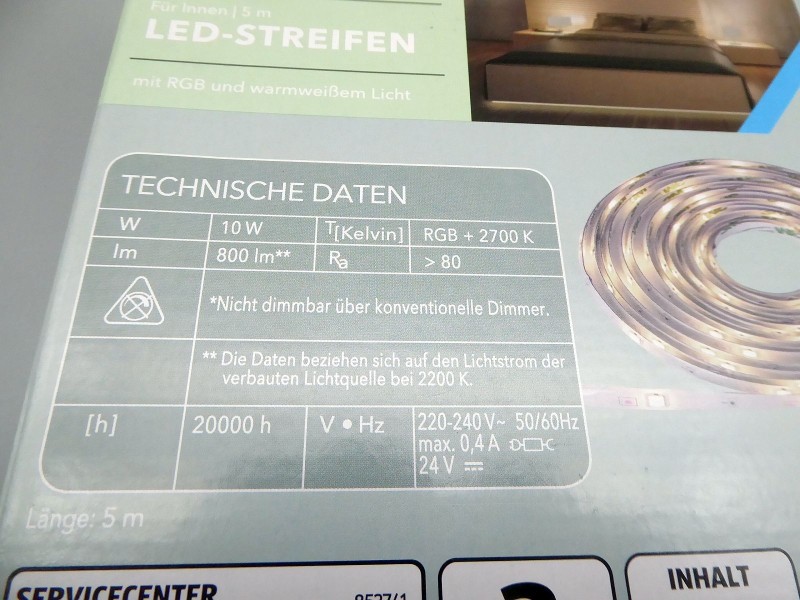 Für Innen | 5 m
LED-STREIFEN
mit RGB und warmweißem Licht
TECHNISCHE DATEN
W 10 W T[Kelvin] RGB + 2700 K
lm 800 lm** Ra > 80
*Nicht dimmbar über konventionelle Dimmer.
** Die Daten beziehen sich auf den Lichtstrom der
verbauten Lichtquelle bei 2200 K.
[h] 20000 h V • Hz 220-240 V~ 50/60Hz
max. 0,4 A
24 V
Länge: 5 m
SERVICECENTER
INHALT